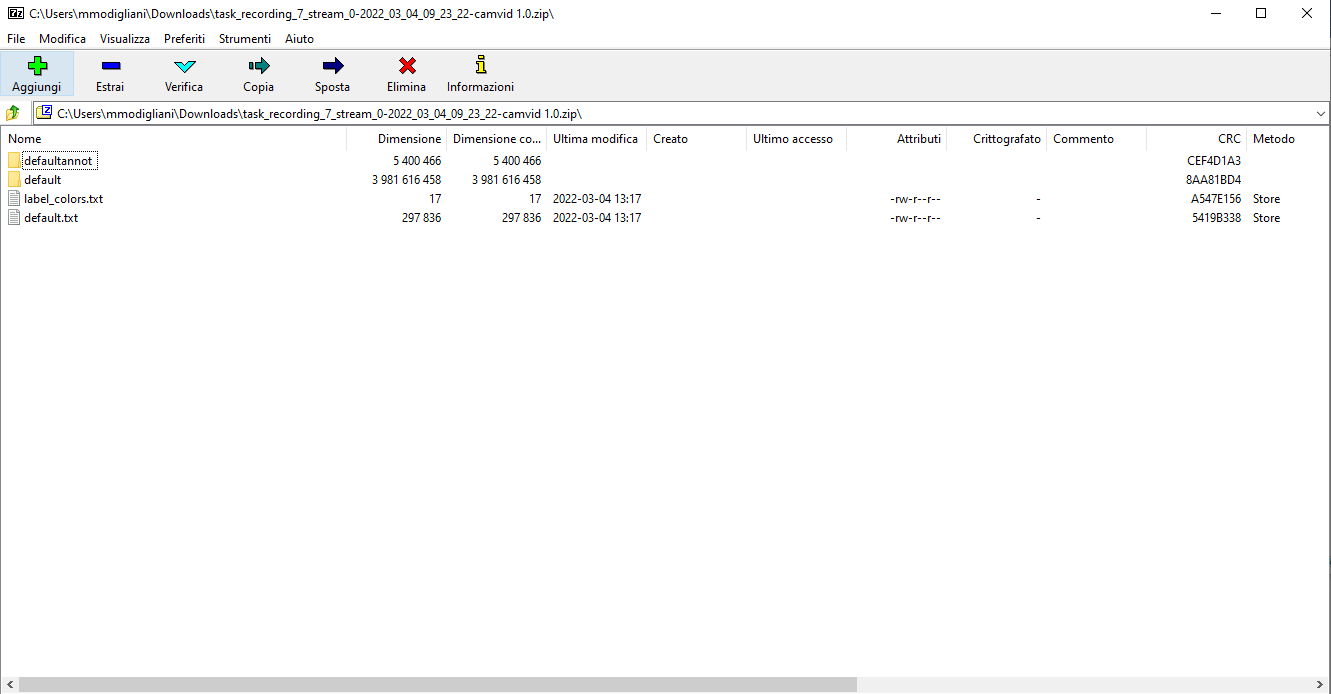 C:\Users\mmodigliani\Downloads\task_recording_7_stream_0-2022_03_04_09_23_22-camvid 1.0.zip\
File Modifica Visualizza Preferiti Strumenti Aiuto
Aggiungi Estrai Verifica Copia Sposta Elimina Informazioni
C:\Users\mmodigliani\Downloads\task_recording_7_stream_0-2022_03_04_09_23_22-camvid 1.0.zip\
Nome Dimensione Dimensione co... Ultima modifica Creato Ultimo accesso Attributi Crittografato Commento CRC Metodo
defaultannot 5 400 466 5 400 466 CEF4D1A3
default 3 981 616 458 3 981 616 458 8AA81BD4
label_colors.txt 17 17 2022-03-04 13:17 -rw-r--r-- - A547E156 Store
default.txt 297 836 297 836 2022-03-04 13:17 -rw-r--r-- - 5419B338 Store